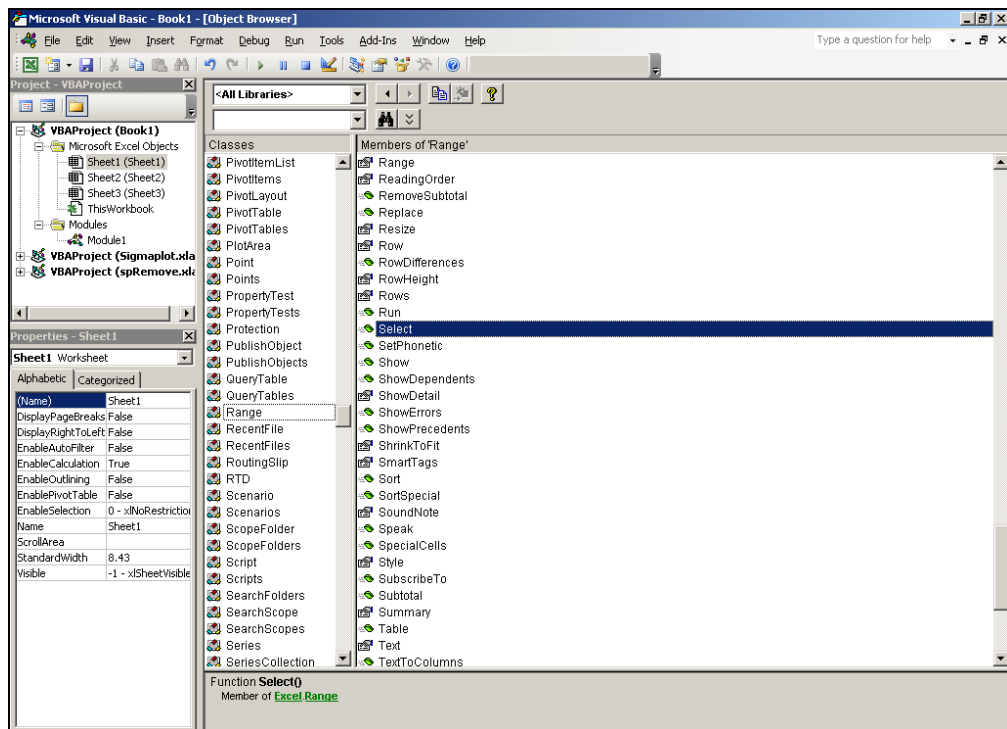 Microsoft Visual Basic - Book1 - [Object Browser]
File Edit View Insert Format Debug Run Tools Add-Ins Window Help
Type a question for help
Project - VBAProject
VBAProject (Book1)
Microsoft Excel Objects
Sheet1 (Sheet1)
Sheet2 (Sheet2)
Sheet3 (Sheet3)
ThisWorkbook
Modules
Module1
VBAProject (Sigmaplot.xla
VBAProject (spRemove.xla
Properties - Sheet1
Sheet1 Worksheet
Alphabetic Categorized
(Name) Sheet1
DisplayPageBreaks False
DisplayRightToLeft False
EnableAutoFilter False
EnableCalculation True
EnableOutlining False
EnablePivotTable False
EnableSelection 0 - xlNoRestriction
Name Sheet1
ScrollArea
StandardWidth 8.43
Visible -1 - xlSheetVisible
<All Libraries>
Classes
PivotItemList
PivotItems
PivotLayout
PivotTable
PivotTables
PlotArea
Point
Points
PropertyTest
PropertyTests
Protection
PublishObject
PublishObjects
QueryTable
QueryTables
Range
RecentFile
RecentFiles
RoutingSlip
RTD
Scenario
Scenarios
ScopeFolder
ScopeFolders
Script
Scripts
SearchFolders
SearchScope
SearchScopes
Series
SeriesCollection
Members of 'Range'
Range
ReadingOrder
RemoveSubtotal
Replace
Resize
Row
RowDifferences
RowHeight
Rows
Run
Select
SetPhonetic
Show
ShowDependents
ShowDetail
ShowErrors
ShowPrecedents
ShrinkToFit
SmartTags
Sort
SortSpecial
SoundNote
Speak
SpecialCells
Style
SubscribeTo
Subtotal
Summary
Table
Text
TextToColumns
Function Select()
Member of Excel.Range